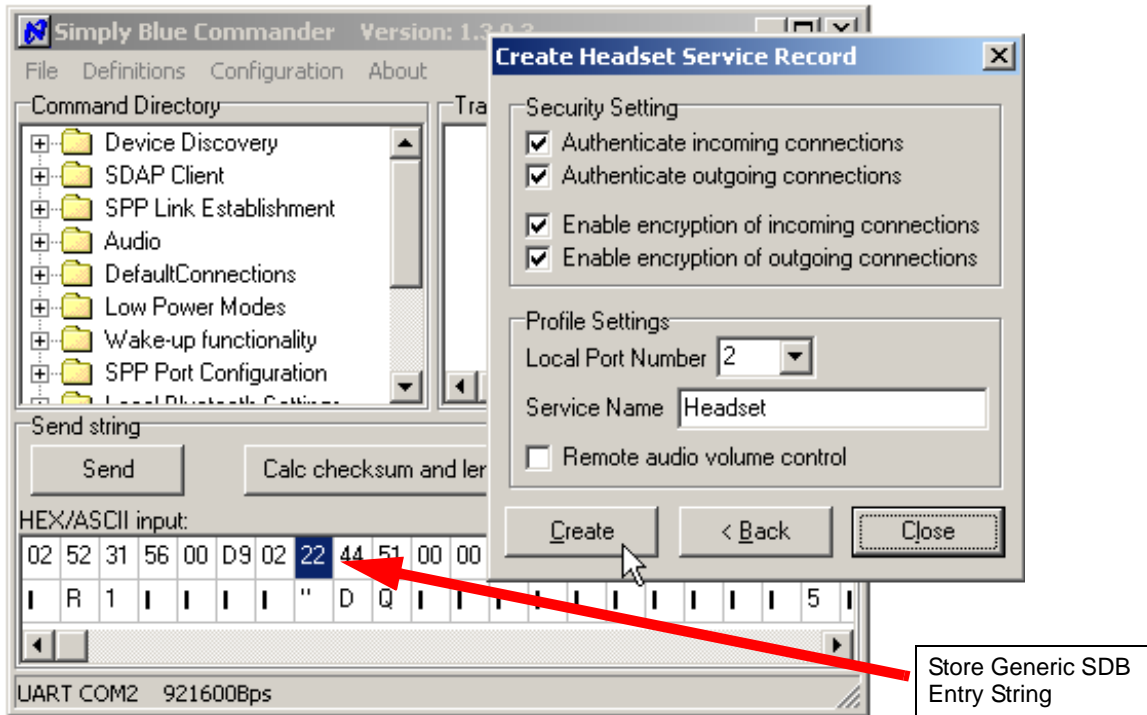 Simply Blue Commander Version: 1.3.0.3
File Definitions Configuration About
Command Directory
Device Discovery
SDAP Client
SPP Link Establishment
Audio
DefaultConnections
Low Power Modes
Wake-up functionality
SPP Port Configuration
Tra
Send string
Send
Calc checksum and len
HEX/ASCII input:
02 52 31 56 00 D9 02 22 44 51 00 00
R 1 " D Q 5
UART COM2 921600Bps
Create Headset Service Record
Security Setting
Authenticate incoming connections
Authenticate outgoing connections
Enable encryption of incoming connections
Enable encryption of outgoing connections
Profile Settings
Local Port Number 2
Service Name Headset
Remote audio volume control
Create
< Back
Close
Store Generic SDB
Entry String